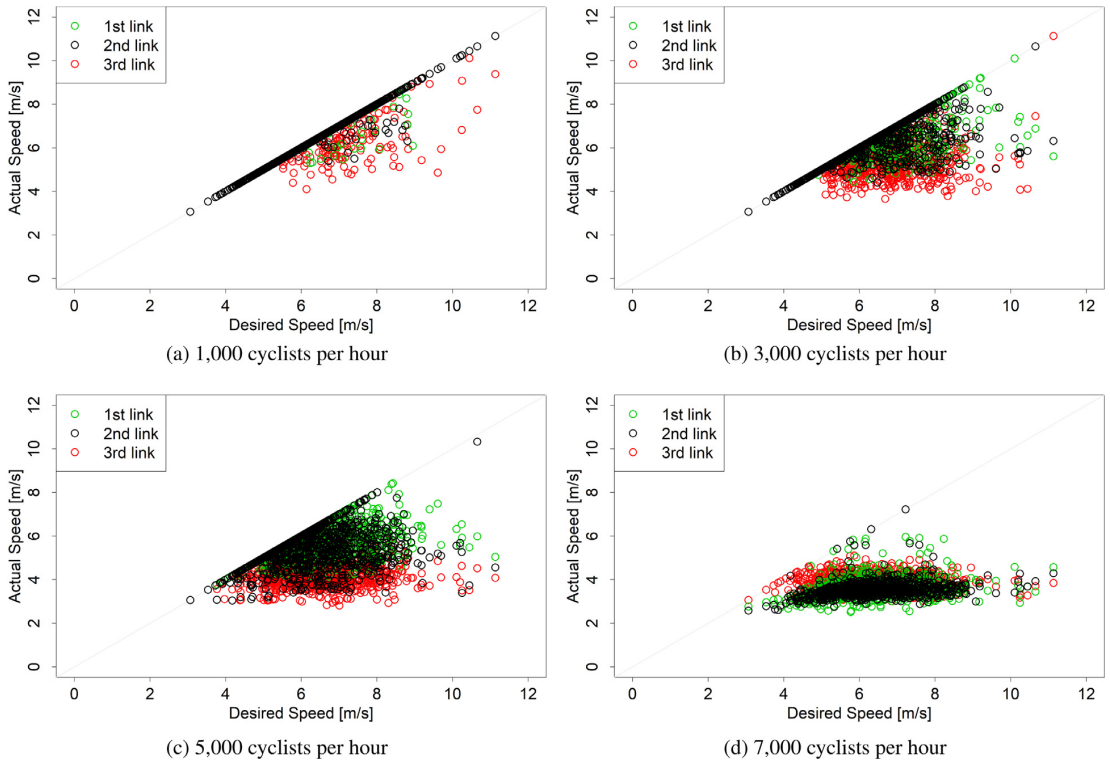 12
10
8
6
4
2
0
Actual Speed [m/s]
1st link
2nd link
3rd link
0 2 4 6 8 10 12
Desired Speed [m/s]
(a) 1,000 cyclists per hour
12
10
8
6
4
2
0
Actual Speed [m/s]
1st link
2nd link
3rd link
0 2 4 6 8 10 12
Desired Speed [m/s]
(b) 3,000 cyclists per hour
12
10
8
6
4
2
0
Actual Speed [m/s]
1st link
2nd link
3rd link
0 2 4 6 8 10 12
Desired Speed [m/s]
(c) 5,000 cyclists per hour
12
10
8
6
4
2
0
Actual Speed [m/s]
1st link
2nd link
3rd link
0 2 4 6 8 10 12
Desired Speed [m/s]
(d) 7,000 cyclists per hour